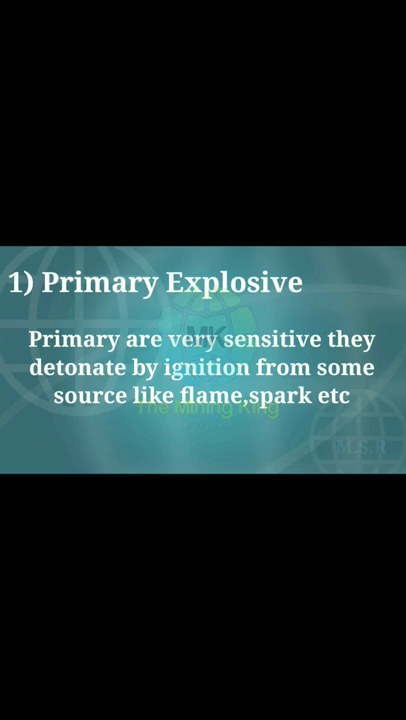 1) Primary Explosive
Primary are very sensitive they
detonate by ignition from some
source like flame,spark etc
MK
The Mining King
M.S.R